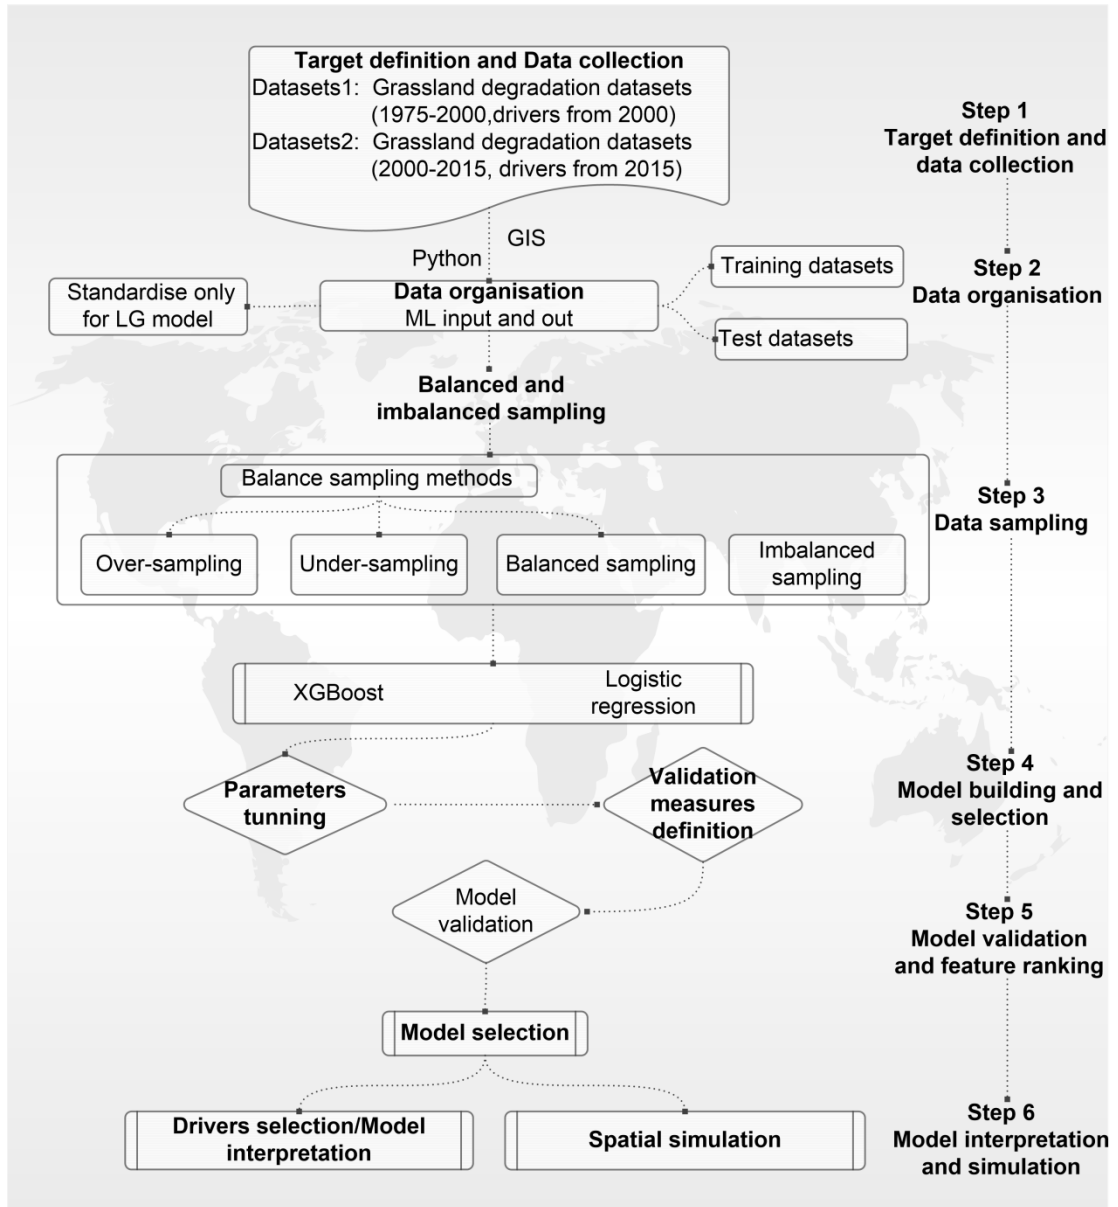 Target definition and Data collection
Datasets1: Grassland degradation datasets
(1975-2000,drivers from 2000)
Datasets2: Grassland degradation datasets
(2000-2015, drivers from 2015)
Step 1
Target definition and
data collection
GIS
Python
Training datasets
Step 2
Data organisation
Standardise only
for LG model
Data organisation
ML input and out
Test datasets
Balanced and
imbalanced sampling
Balance sampling methods
Step 3
Data sampling
Over-sampling
Under-sampling
Balanced sampling
Imbalanced
sampling
XGBoost
Logistic
regression
Parameters
tunning
Validation
measures
definition
Step 4
Model building and
selection
Model
validation
Step 5
Model validation
and feature ranking
Model selection
Drivers selection/Model
interpretation
Spatial simulation
Step 6
Model interpretation
and simulation